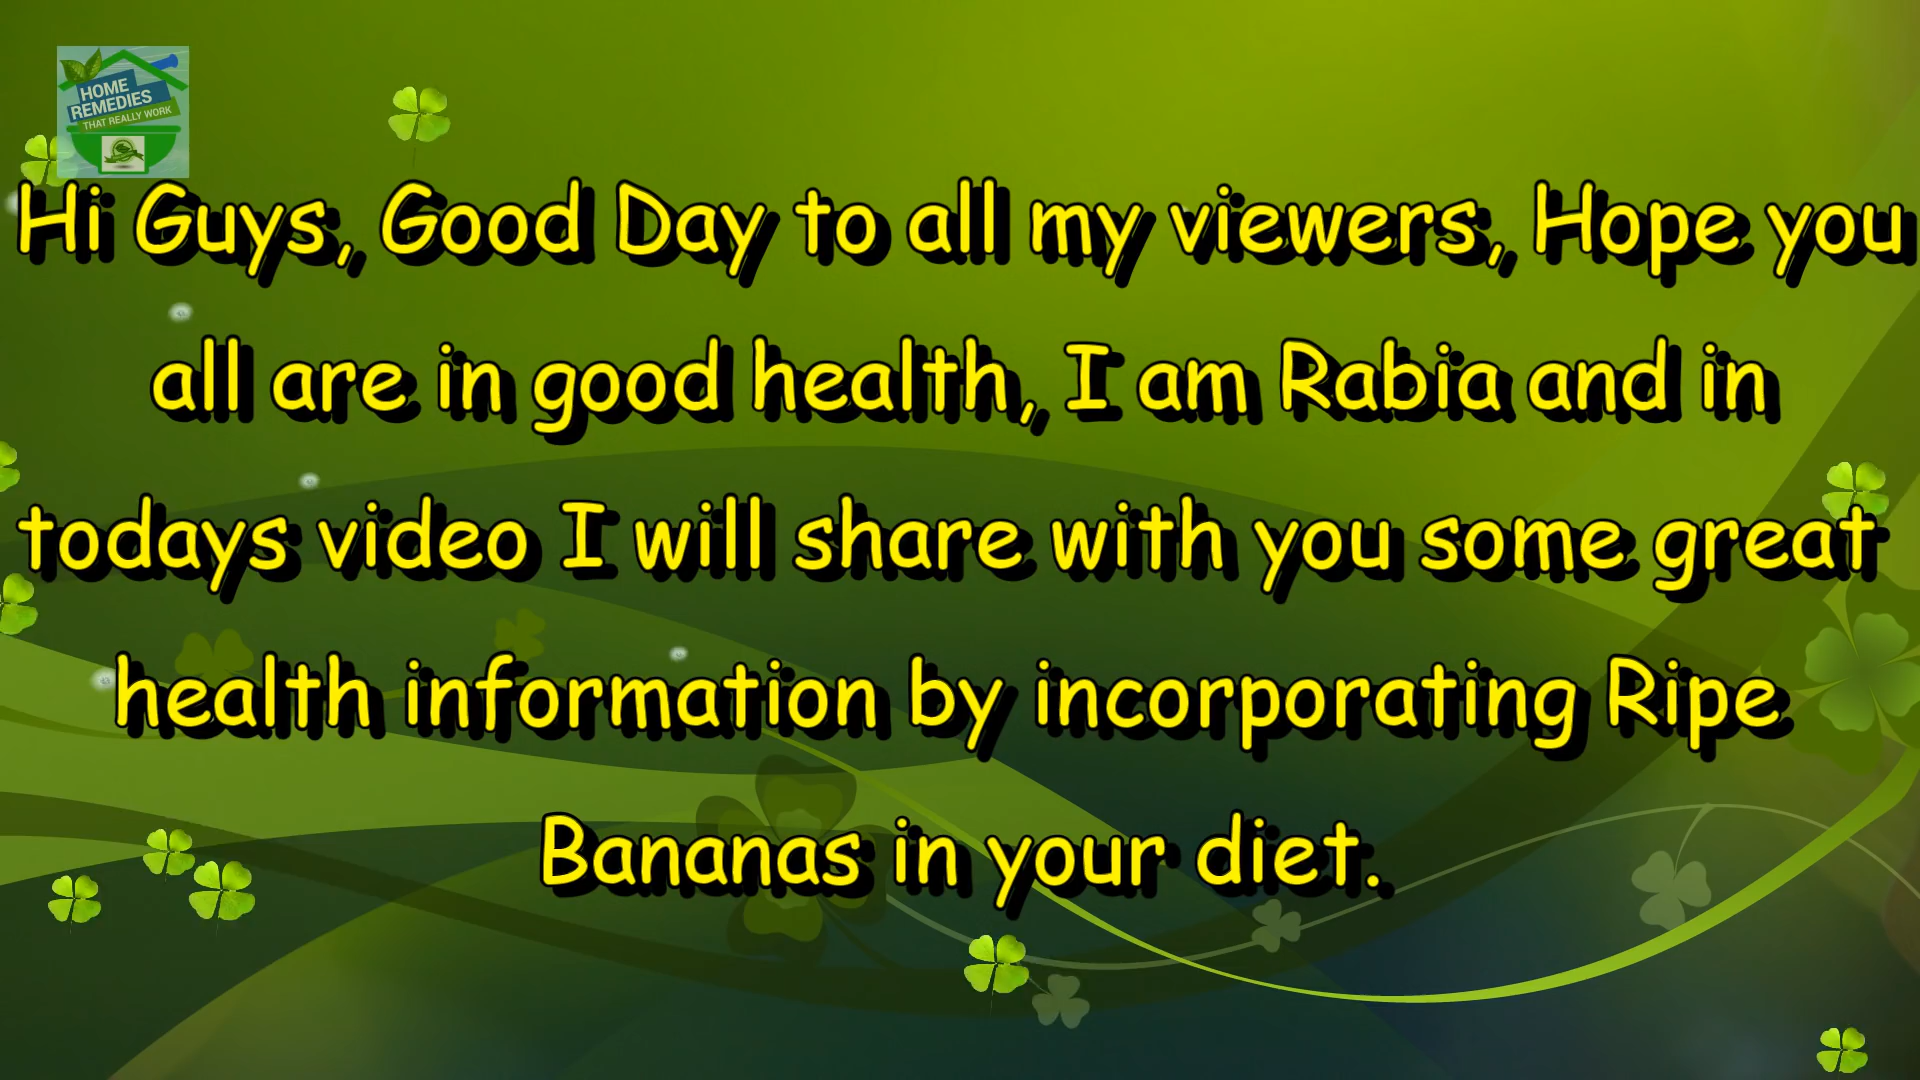 HOME
REMEDIES
THAT REALLY WORK
Hi Guys, Good Day to all my viewers, Hope you
all are in good health, I am Rabia and in
todays video I will share with you some great
health information by incorporating Ripe
Bananas in your diet.